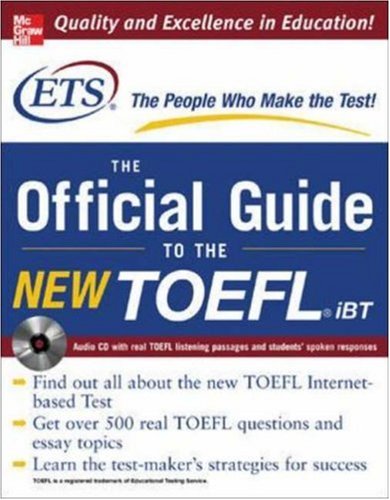 Mc
Graw
Hill
Quality and Excellence in Education!
ETS® The People Who Make the Test!
THE
Official Guide
TO THE
NEW TOEFL® iBT
Audio CD with real TOEFL listening passages and students' spoken responses
Find out all about the new TOEFL Internet-
based Test
Get over 500 real TOEFL questions and
essay topics
Learn the test-maker's strategies for success
TOEFL is a registered trademark of Educational Testing Service.